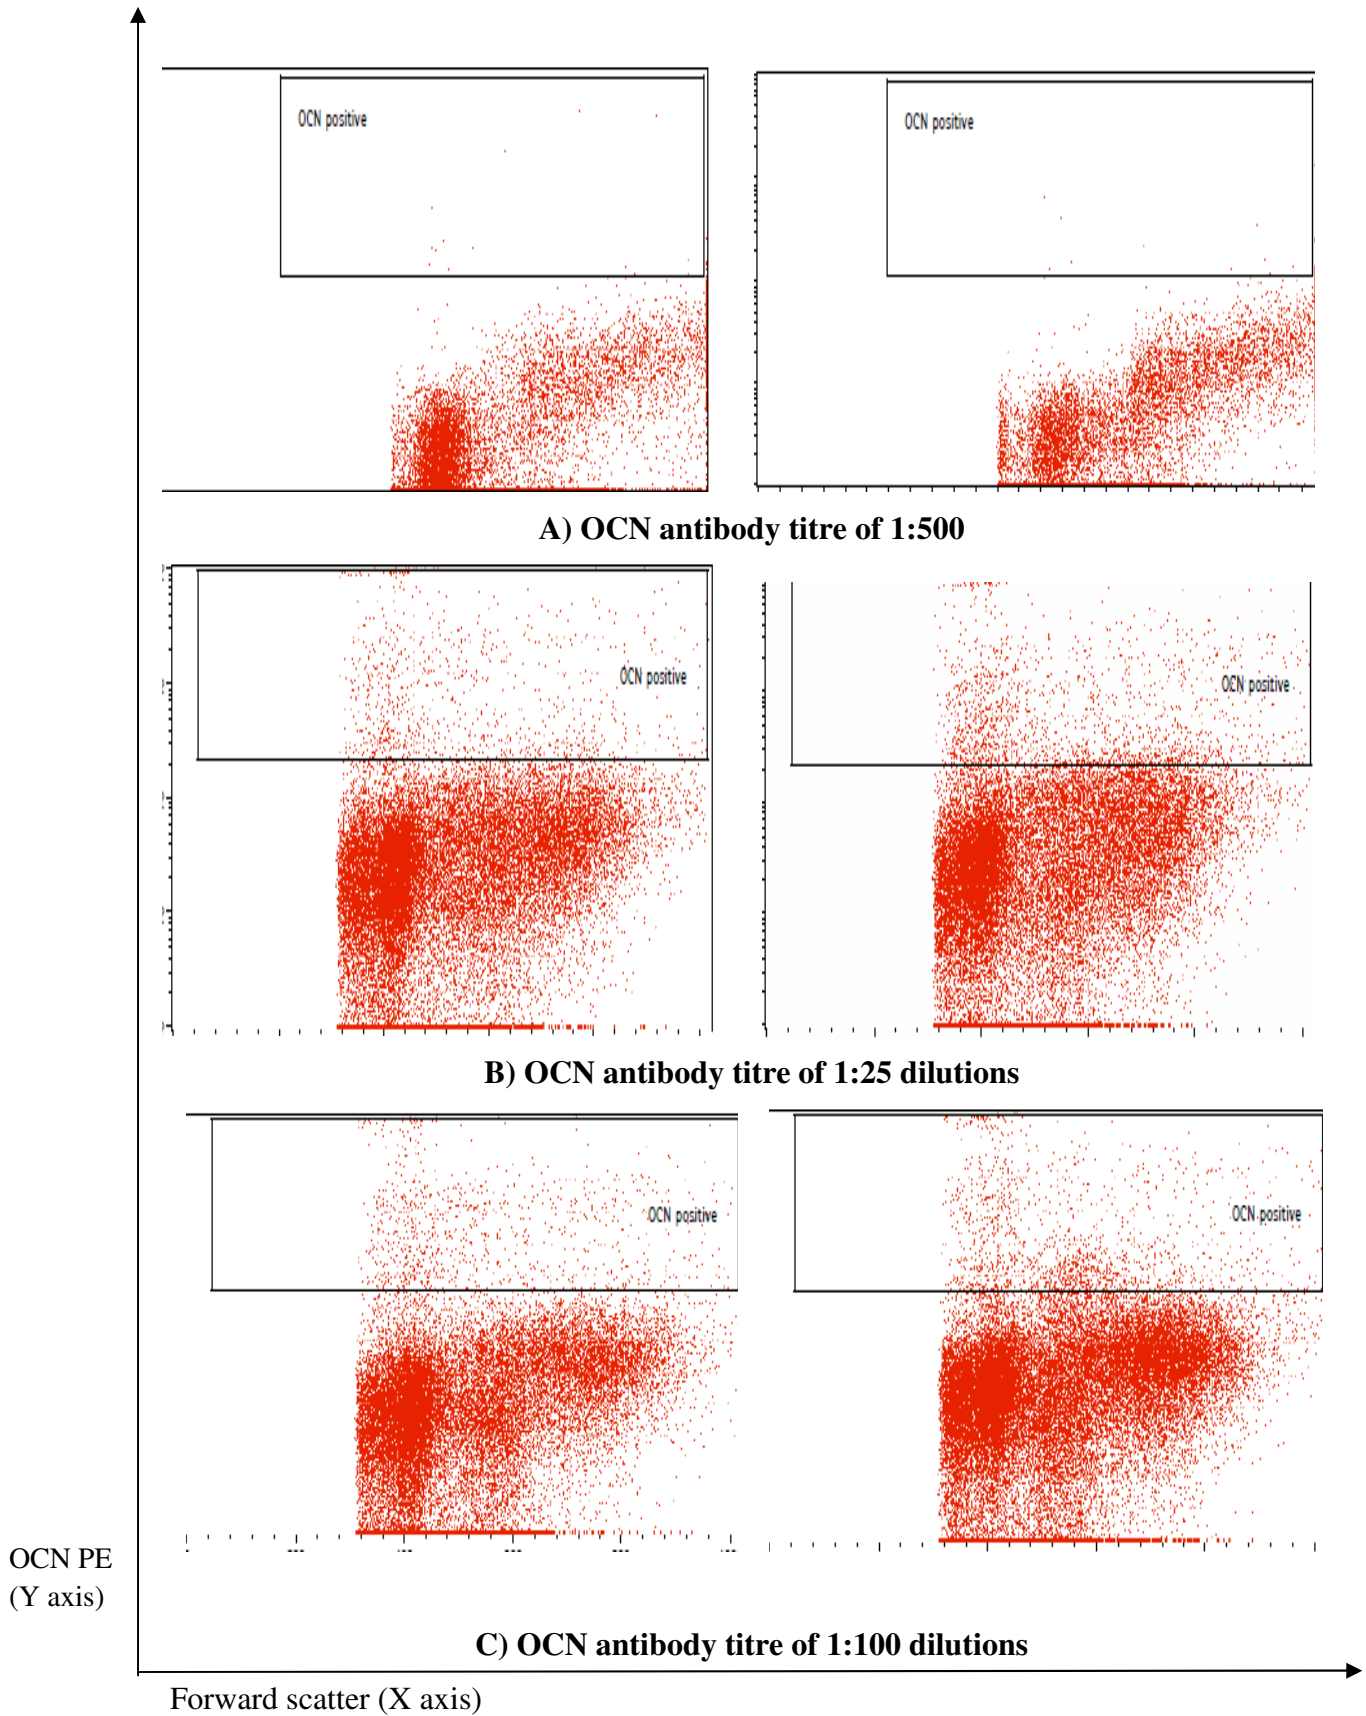 OCN positive
OCN positive
A) OCN antibody titre of 1:500
OCN positive
OCN positive
B) OCN antibody titre of 1:25 dilutions
OCN positive
OCN positive
OCN PE
(Y axis)
C) OCN antibody titre of 1:100 dilutions
Forward scatter (X axis)